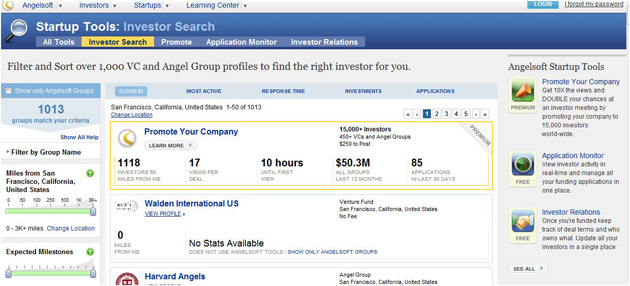 Angelsoft Investors Startups Learning Center LOGIN I forgot my password
Startup Tools: Investor Search
All Tools Investor Search Promote Application Monitor Investor Relations
Filter and Sort over 1,000 VC and Angel Group profiles to find the right investor for you.
Show only Angelsoft Groups
1013
groups match your criteria
Show All Help
Filter by Group Name
Miles from San
Francisco, California,
United States
0 50 100 500 1K 3K+
0 - 3K+ miles Change Location
Expected Milestones
CLOSEST MOST ACTIVE RESPONSE TIME INVESTMENTS APPLICATIONS
San Francisco, California, United States 1-50 of 1013
Change Location
« < 1 2 3 4 5 > »
Promote Your Company
LEARN MORE
15,000+ Investors
450+ VCs and Angel Groups
$250 to Post
PREMIUM
1118 17 10 hours $50.3M 85
INVESTORS 50 VIEWS PER UNTIL FIRST ALL GROUPS APPLICATIONS
MILES FROM ME DEAL VIEW LAST 12 MONTHS IN LAST 30 DAYS
Walden International US
VIEW PROFILE »
Venture Fund
San Francisco, California, United States
No Fee
0
MILES
FROM ME
No Stats Available
DOES NOT USE ANGELSOFT TOOLS - SHOW ONLY ANGELSOFT GROUPS
Harvard Angels
Angel Group
San Francisco, California, United States
Angelsoft Startup Tools
PREMIUM
Promote Your Company
Get 10X the views and
DOUBLE your chances at
an investor meeting by
promoting your company to
15,000 investors
world-wide.
FREE
Application Monitor
View investor activity in
real-time and manage all
your funding applications in
one place.
FREE
Investor Relations
Once you're funded keep
track of deal terms and who
owns what. Update all your
investors in a single place
SEE ALL